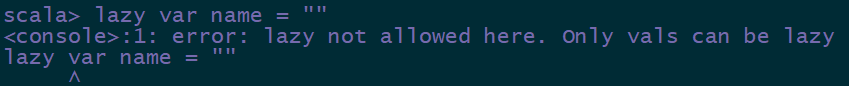 scala> lazy var name = ""
<console>:1: error: lazy not allowed here. Only vals can be lazy
lazy var name = ""
     ^